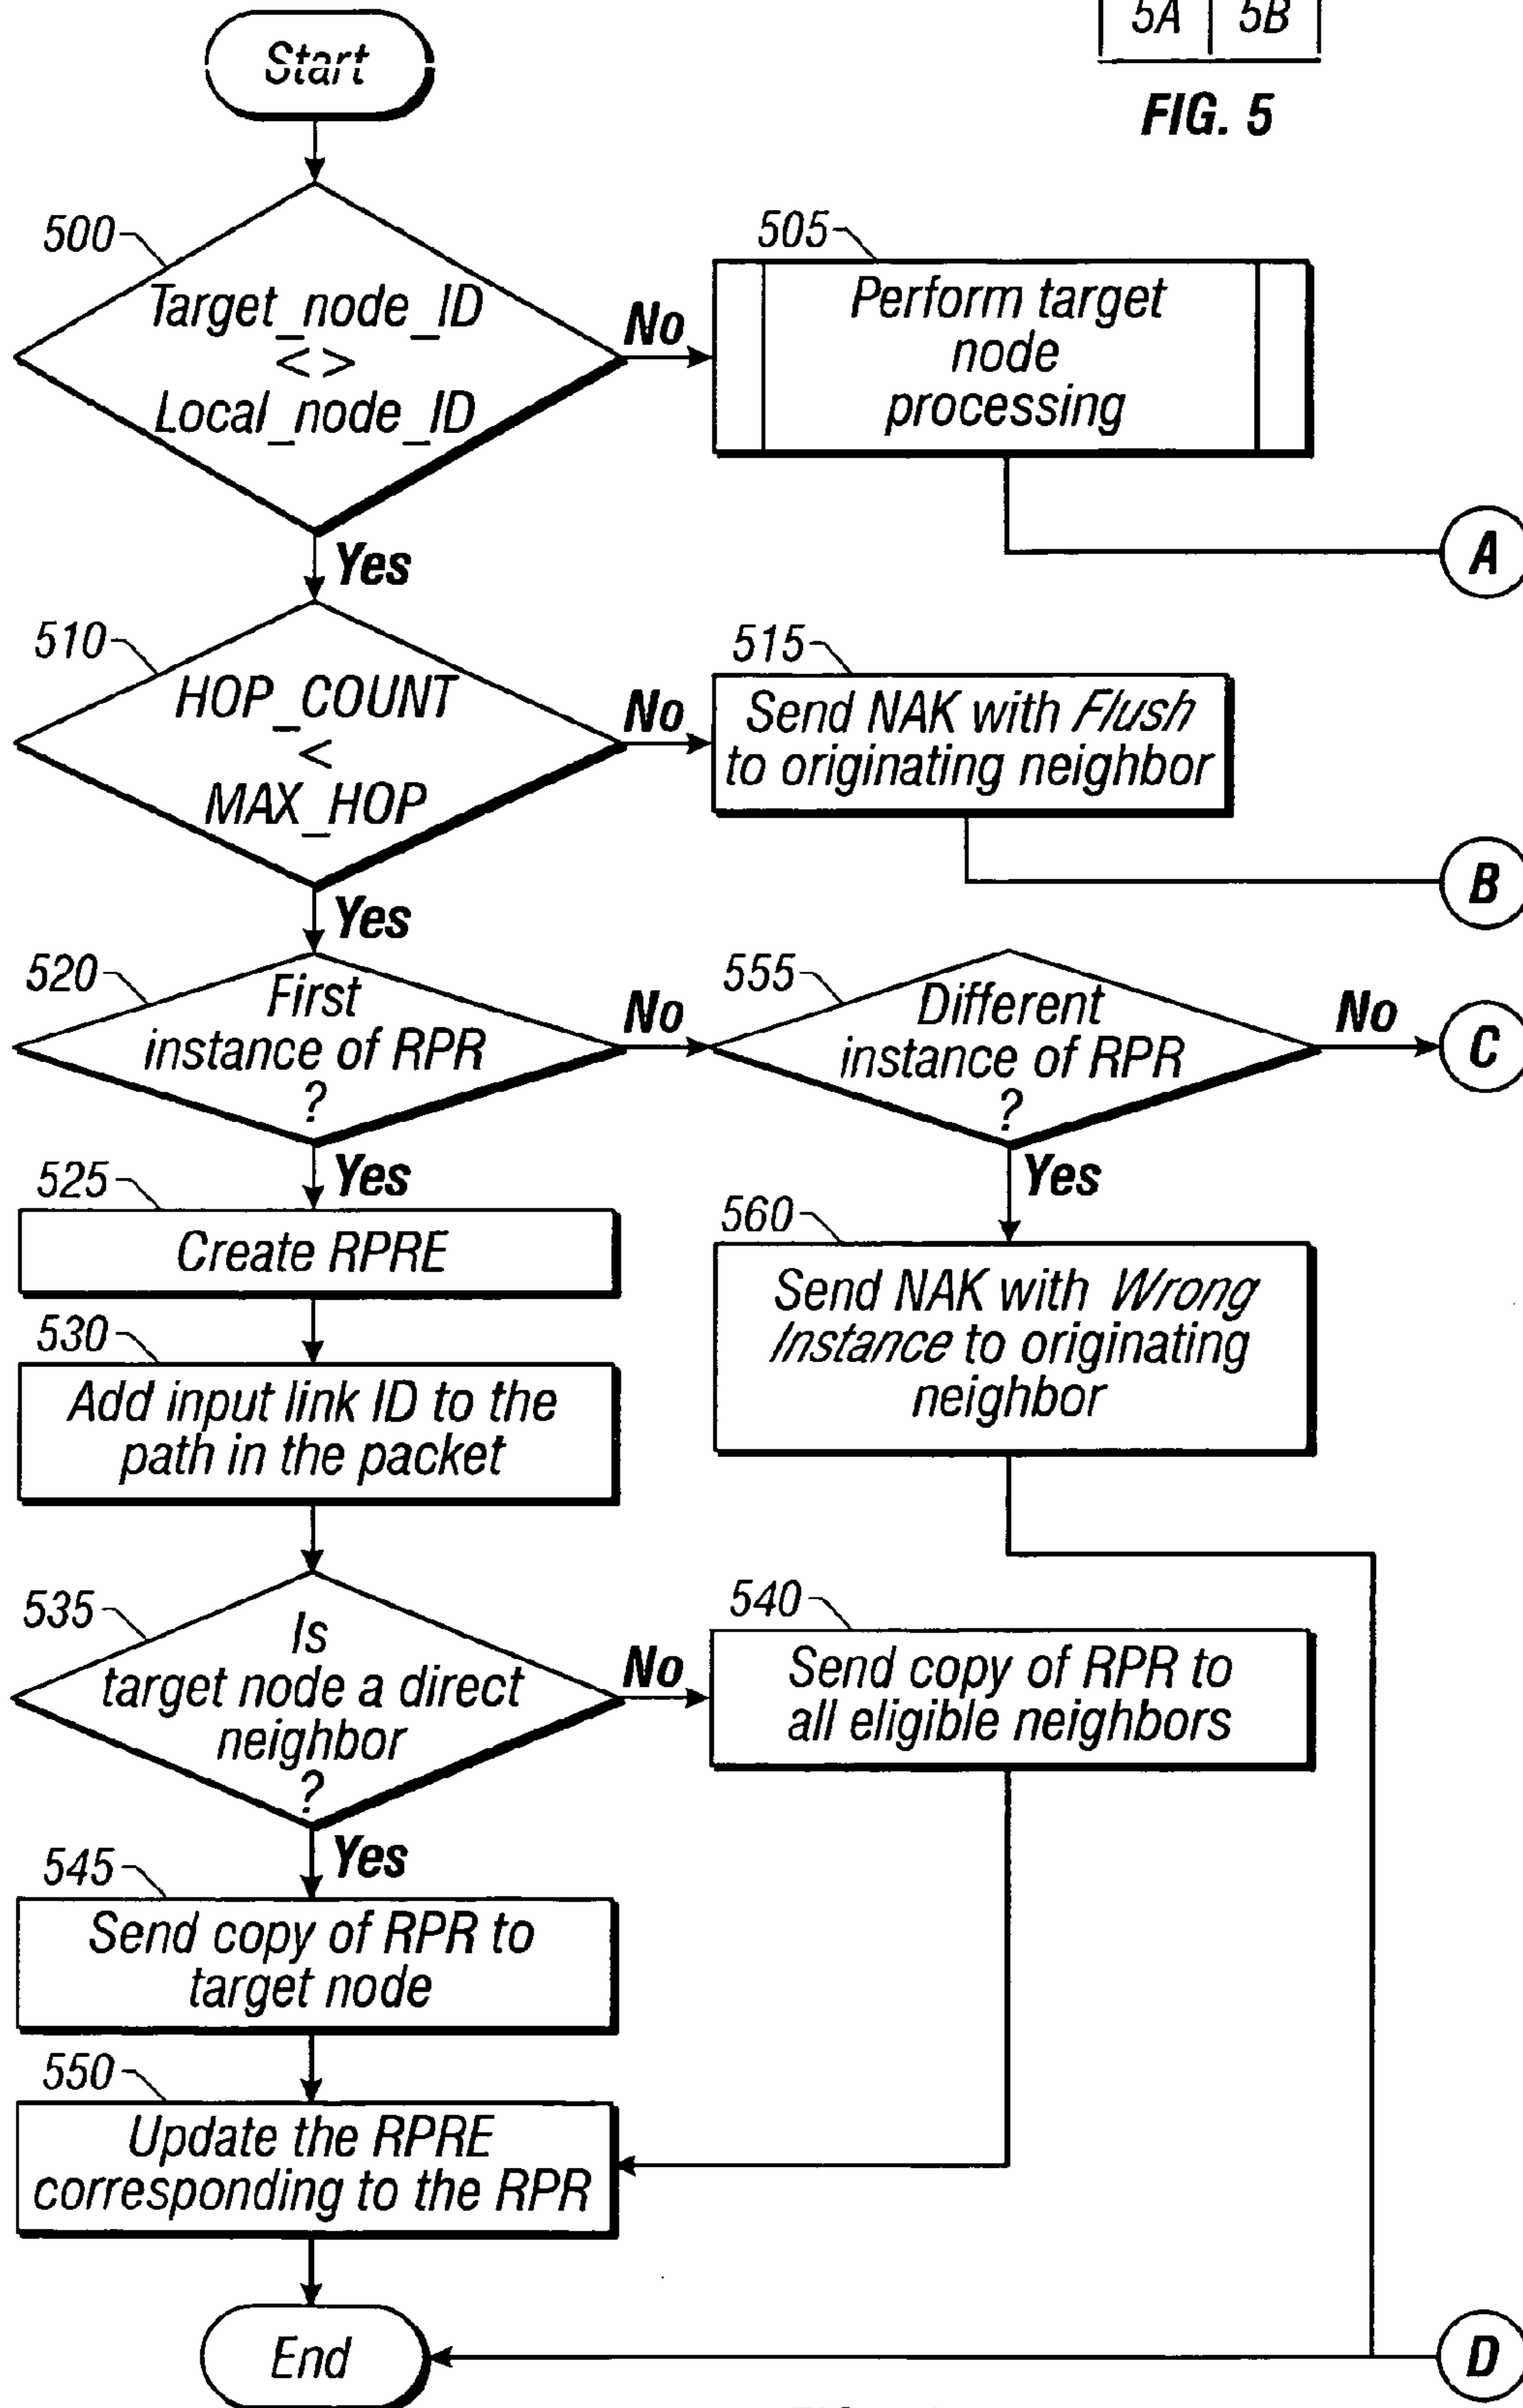 5A 5B
FIG. 5
Start
500
Target_node_ID
<>
Local_node_ID
No
505
Perform target
node
processing
A
Yes
510
HOP_COUNT
<
MAX_HOP
No
515
Send NAK with Flush
to originating neighbor
B
Yes
520
First
instance of RPR
?
No
555
Different
instance of RPR
?
No
C
Yes
525
Create RPRE
Yes
560
Send NAK with Wrong
Instance to originating
neighbor
530
Add input link ID to the
path in the packet
535
Is
target node a direct
neighbor
?
No
540
Send copy of RPR to
all eligible neighbors
Yes
545
Send copy of RPR to
target node
550
Update the RPRE
corresponding to the RPR
End
D